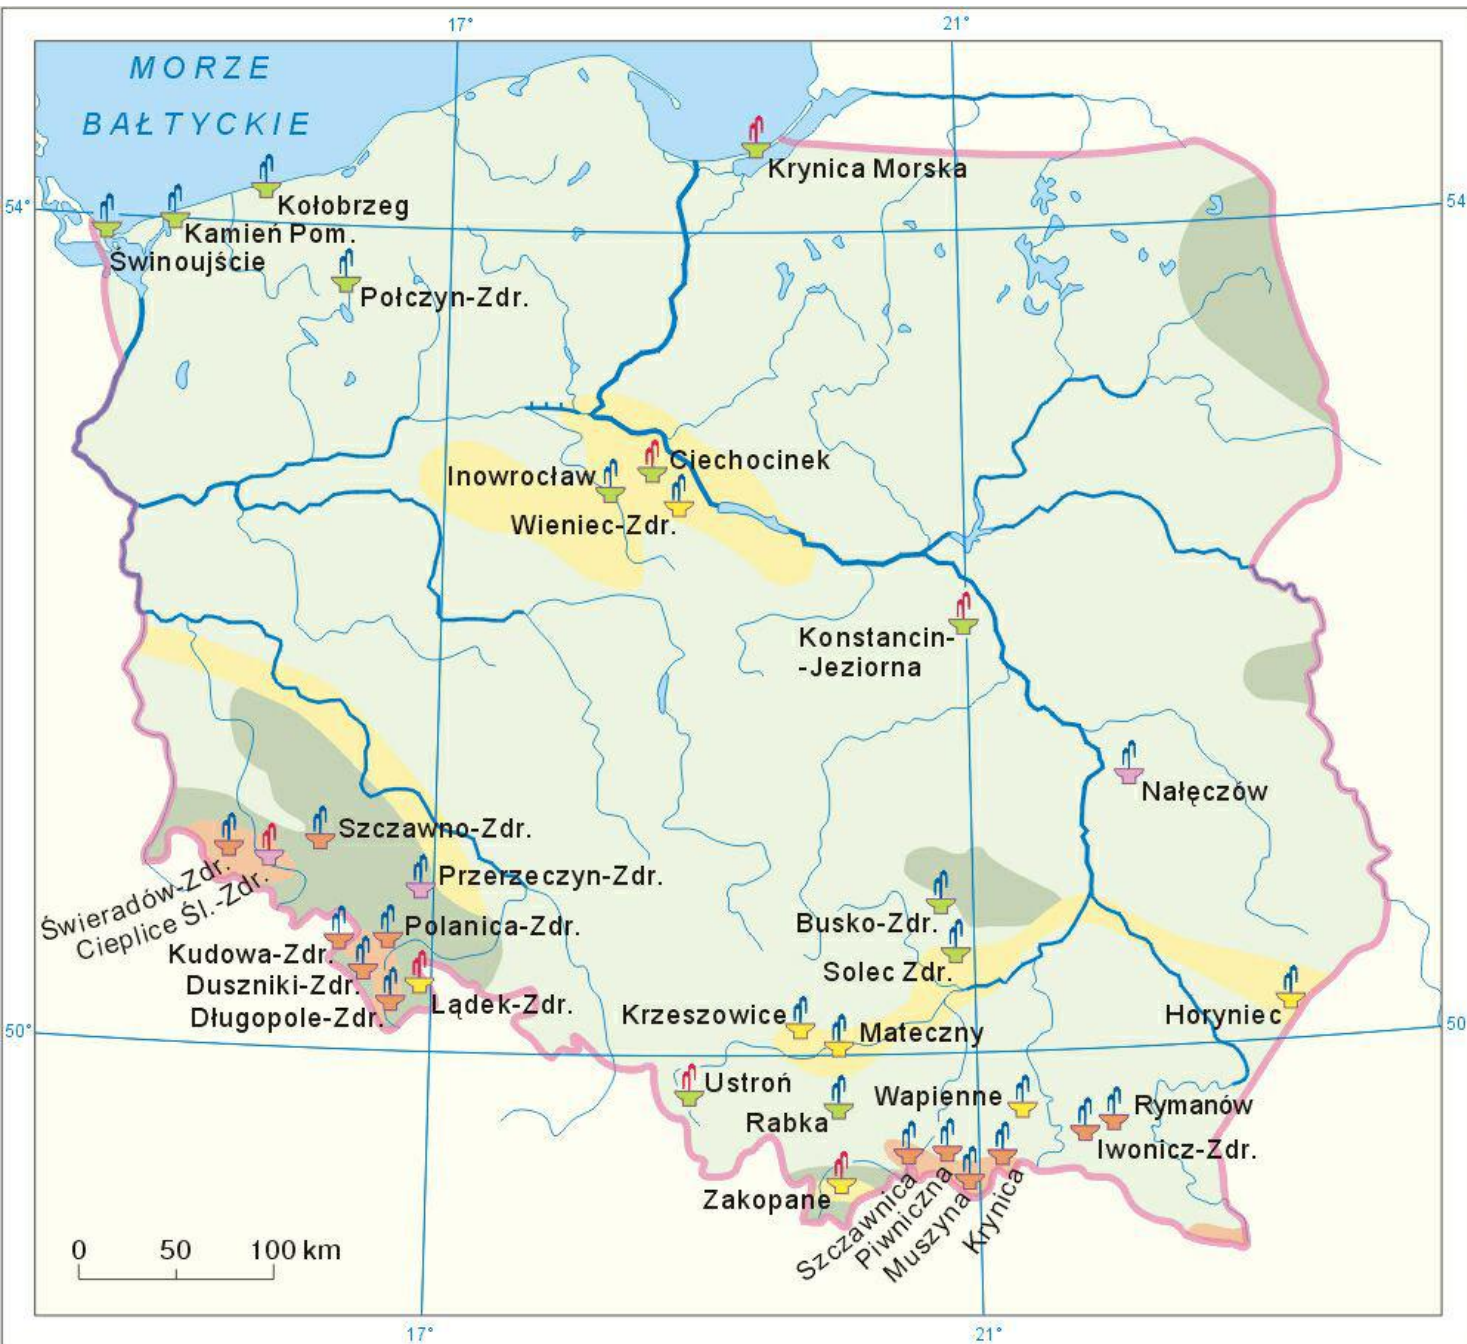 17°
21°
MORZE
BAŁTYCKIE
Krynica Morska
54°
54
Kołobrzeg
Kamień Pom.
Świnoujście
Połczyn-Zdr.
Ciechocinek
Inowrocław
Wieniec-Zdr.
Konstancin-
-Jeziorna
Nałęczów
Szczawno-Zdr.
Świeradów-Zdr.
Cieplice Śl.-Zdr.
Przerzeczyn-Zdr.
Polanica-Zdr.
Kudowa-Zdr.
Duszniki-Zdr.
Długopole-Zdr.
Lądek-Zdr.
Busko-Zdr.
Solec Zdr.
Krzeszowice
Mateczny
Horyniec
50°
50
Ustroń
Rabka
Wapienne
Rymanów
Iwonicz-Zdr.
Zakopane
Szczawnica
Piwniczna
Muszyna
Krynica
0 50 100 km
17°
21°